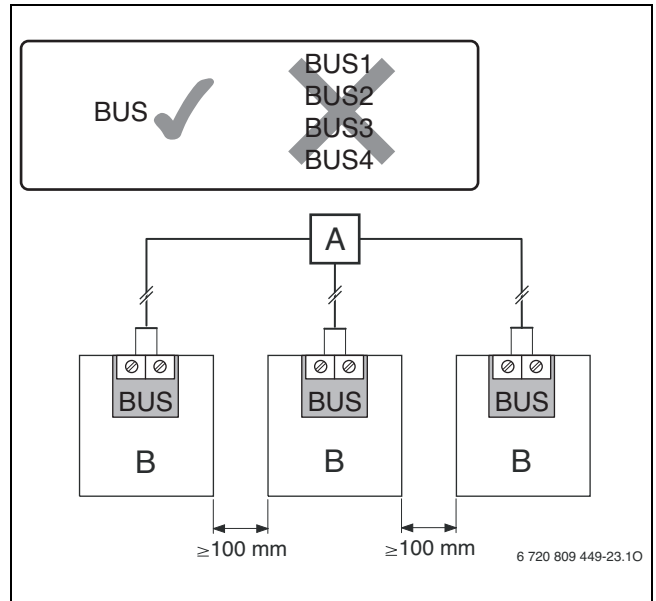 BUS
BUS1
BUS2
BUS3
BUS4
A
BUS BUS BUS
B B B
≥100 mm ≥100 mm
6 720 809 449-23.1O